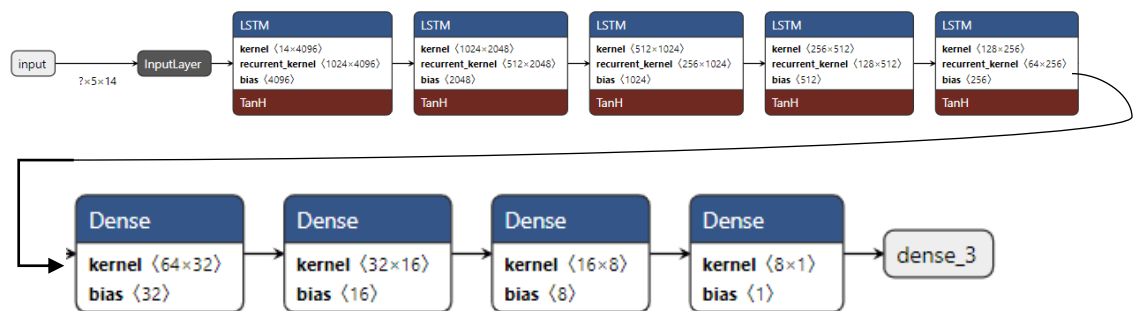 input
?×5×14
InputLayer
LSTM
kernel ⟨14×4096⟩
recurrent_kernel ⟨1024×4096⟩
bias ⟨4096⟩
TanH
LSTM
kernel ⟨1024×2048⟩
recurrent_kernel ⟨512×2048⟩
bias ⟨2048⟩
TanH
LSTM
kernel ⟨512×1024⟩
recurrent_kernel ⟨256×1024⟩
bias ⟨1024⟩
TanH
LSTM
kernel ⟨256×512⟩
recurrent_kernel ⟨128×512⟩
bias ⟨512⟩
TanH
LSTM
kernel ⟨128×256⟩
recurrent_kernel ⟨64×256⟩
bias ⟨256⟩
TanH
Dense
kernel ⟨64×32⟩
bias ⟨32⟩
Dense
kernel ⟨32×16⟩
bias ⟨16⟩
Dense
kernel ⟨16×8⟩
bias ⟨8⟩
Dense
kernel ⟨8×1⟩
bias ⟨1⟩
dense_3